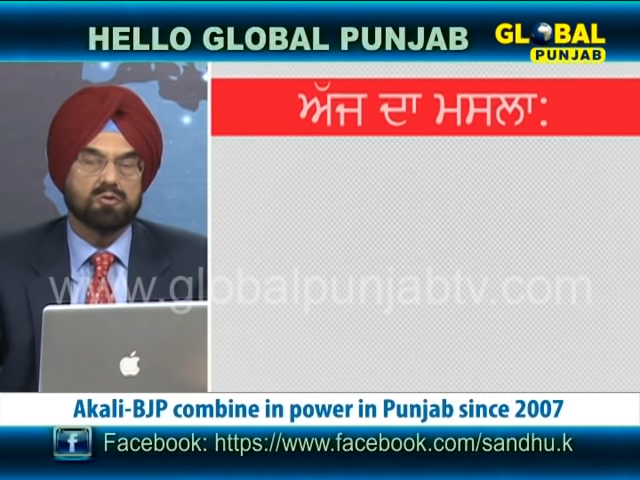 HELLO GLOBAL PUNJAB
GLOBAL
PUNJAB
ਅੱਜ ਦਾ ਮਸਲਾ:
www.globalpunjabtv.com
Akali-BJP combine in power in Punjab since 2007
Facebook: https://www.facebook.com/sandhu.k